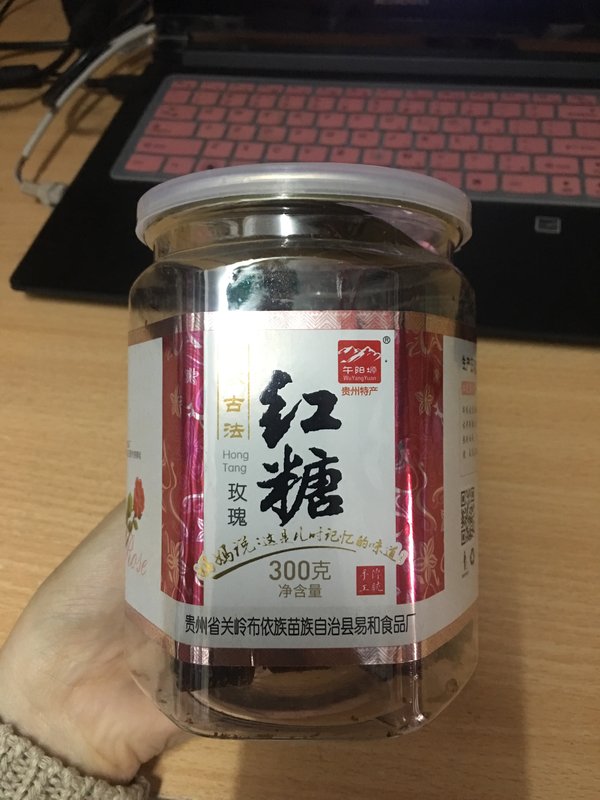 午阳塬
WuYangYuan
®
贵州特产
古法
红糖
Hong
Tang
玫瑰
妈妈说:这是儿时记忆的味道
300克
净含量
传统
手工
贵州省关岭布依族苗族自治县易和食品厂